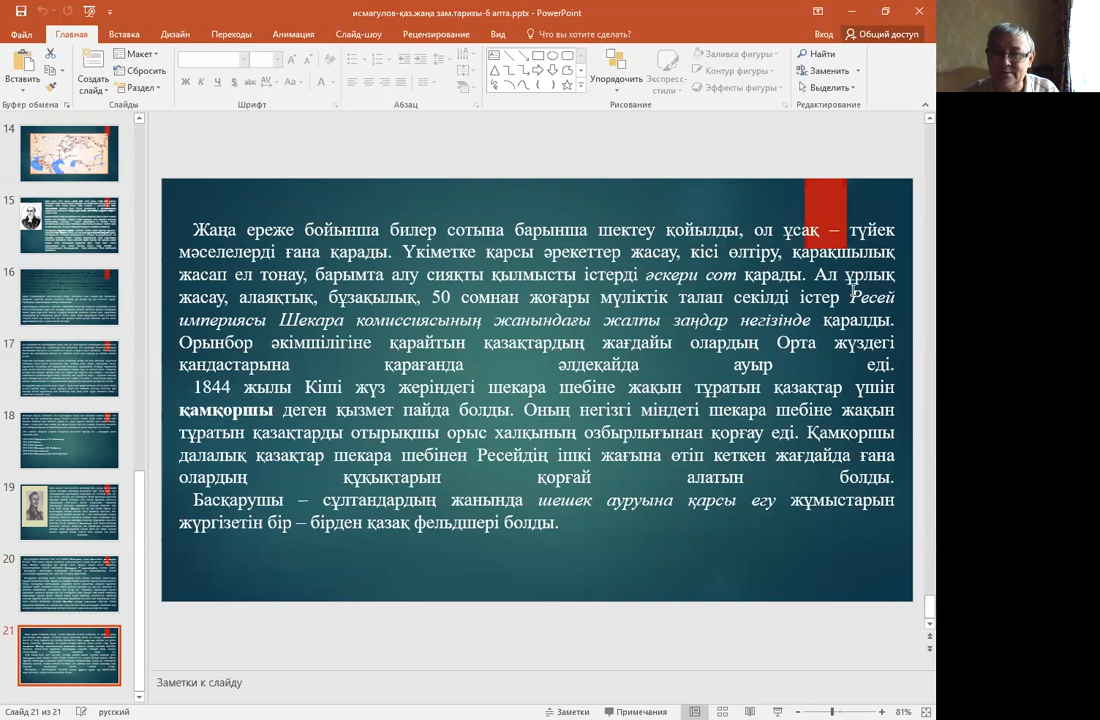 исмагулов-қаз.жаңа зам.тарихы-6 апта.pptx - PowerPoint
Файл Главная Вставка Дизайн Переходы Анимация Слайд-шоу Рецензирование Вид Что вы хотите сделать? Вход Общий доступ
Вставить
Создать слайд
Макет
Сбросить
Раздел
Упорядочить
Экспресс-стили
Заливка фигуры
Контур фигуры
Эффекты фигуры
Найти
Заменить
Выделить
Буфер обмена Слайды Шрифт Абзац Рисование Редактирование
14
15
16
17
18
19
20
21
Жаңа ереже бойынша билер сотына барынша шектеу қойылды, ол ұсақ – түйек
мәселелерді ғана қарады. Үкіметке қарсы әрекеттер жасау, кісі өлтіру, қарақшылық
жасап ел тонау, барымта алу сияқты қылмысты істерді әскери сот қарады. Ал ұрлық
жасау, алаяқтық, бұзақылық, 50 сомнан жоғары мүліктік талап секілді істер Ресей
империясы Шекара комиссиясының жанындағы жалпы заңдар негізінде қаралды.
Орынбор әкімшілігіне қарайтын қазақтардың жағдайы олардың Орта жүздегі
қандастарына қарағанда әлдеқайда ауыр еді.
1844 жылы Кіші жүз жеріндегі шекара шебіне жақын тұратын қазақтар үшін
қамқоршы деген қызмет пайда болды. Оның негізгі міндеті шекара шебіне жақын
тұратын қазақтарды отырықшы орыс халқының озбырлығынан қорғау еді. Қамқоршы
далалық қазақтар шекара шебінен Ресейдің ішкі жағына өтіп кеткен жағдайда ғана
олардың құқықтарын қорғай алатын болды.
Басқарушы – сұлтандардың жанында шешек ауруына қарсы егу жұмыстарын
жүргізетін бір – бірден қазақ фельдшері болды.
Заметки к слайду
Слайд 21 из 21 русский Заметки Примечания 81%